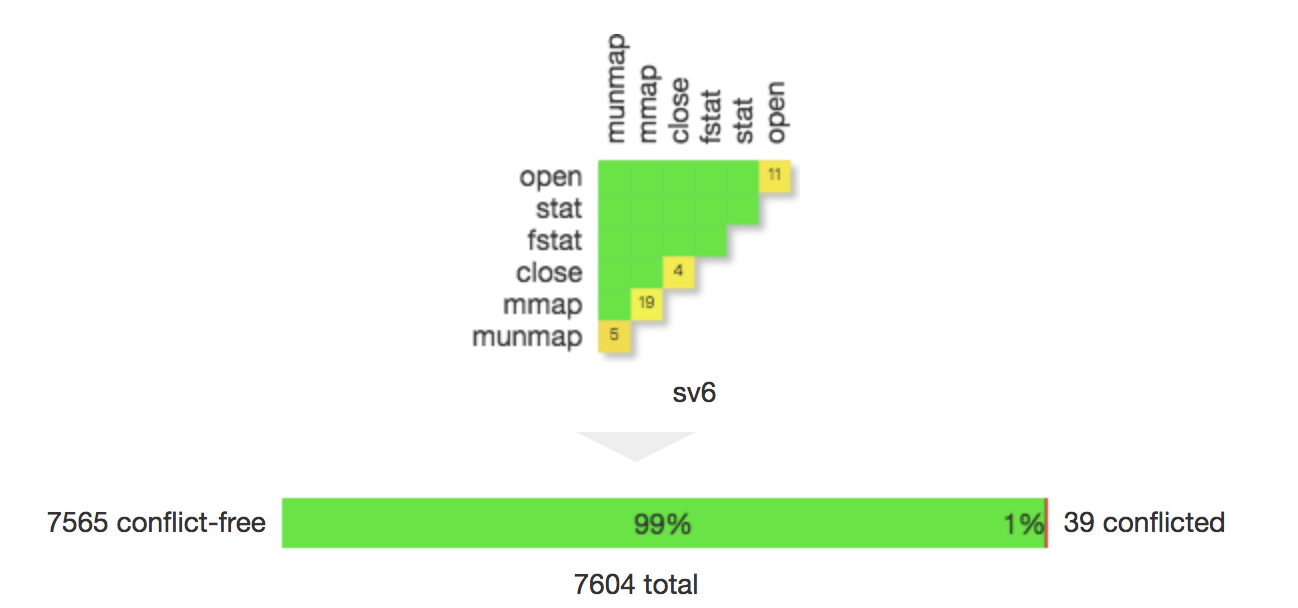 munmap
mmap
close
fstat
stat
open
open 11
stat
fstat
close 4
mmap 19
munmap 5
sv6
7565 conflict-free 99% 1% 39 conflicted
7604 total